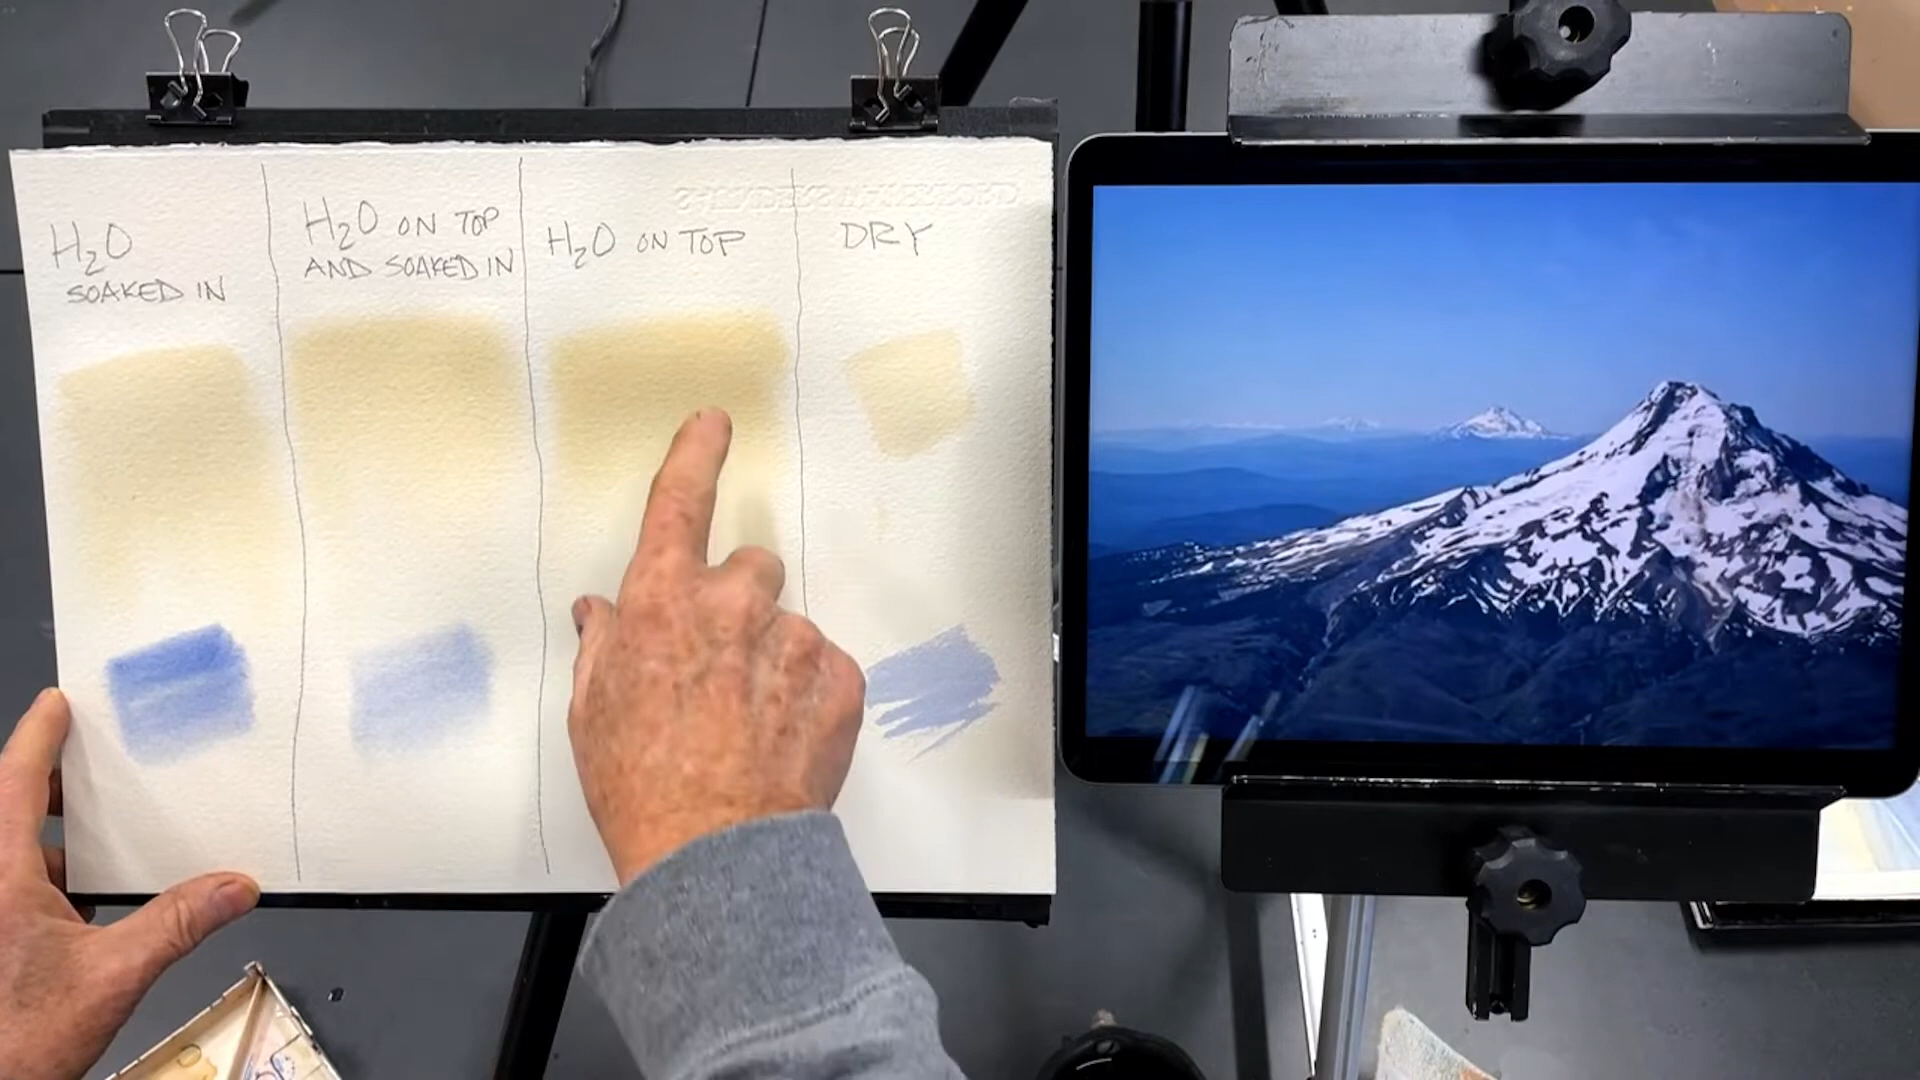 H₂O
SOAKED IN
H₂O ON TOP
AND SOAKED IN
H₂O ON TOP
DRY